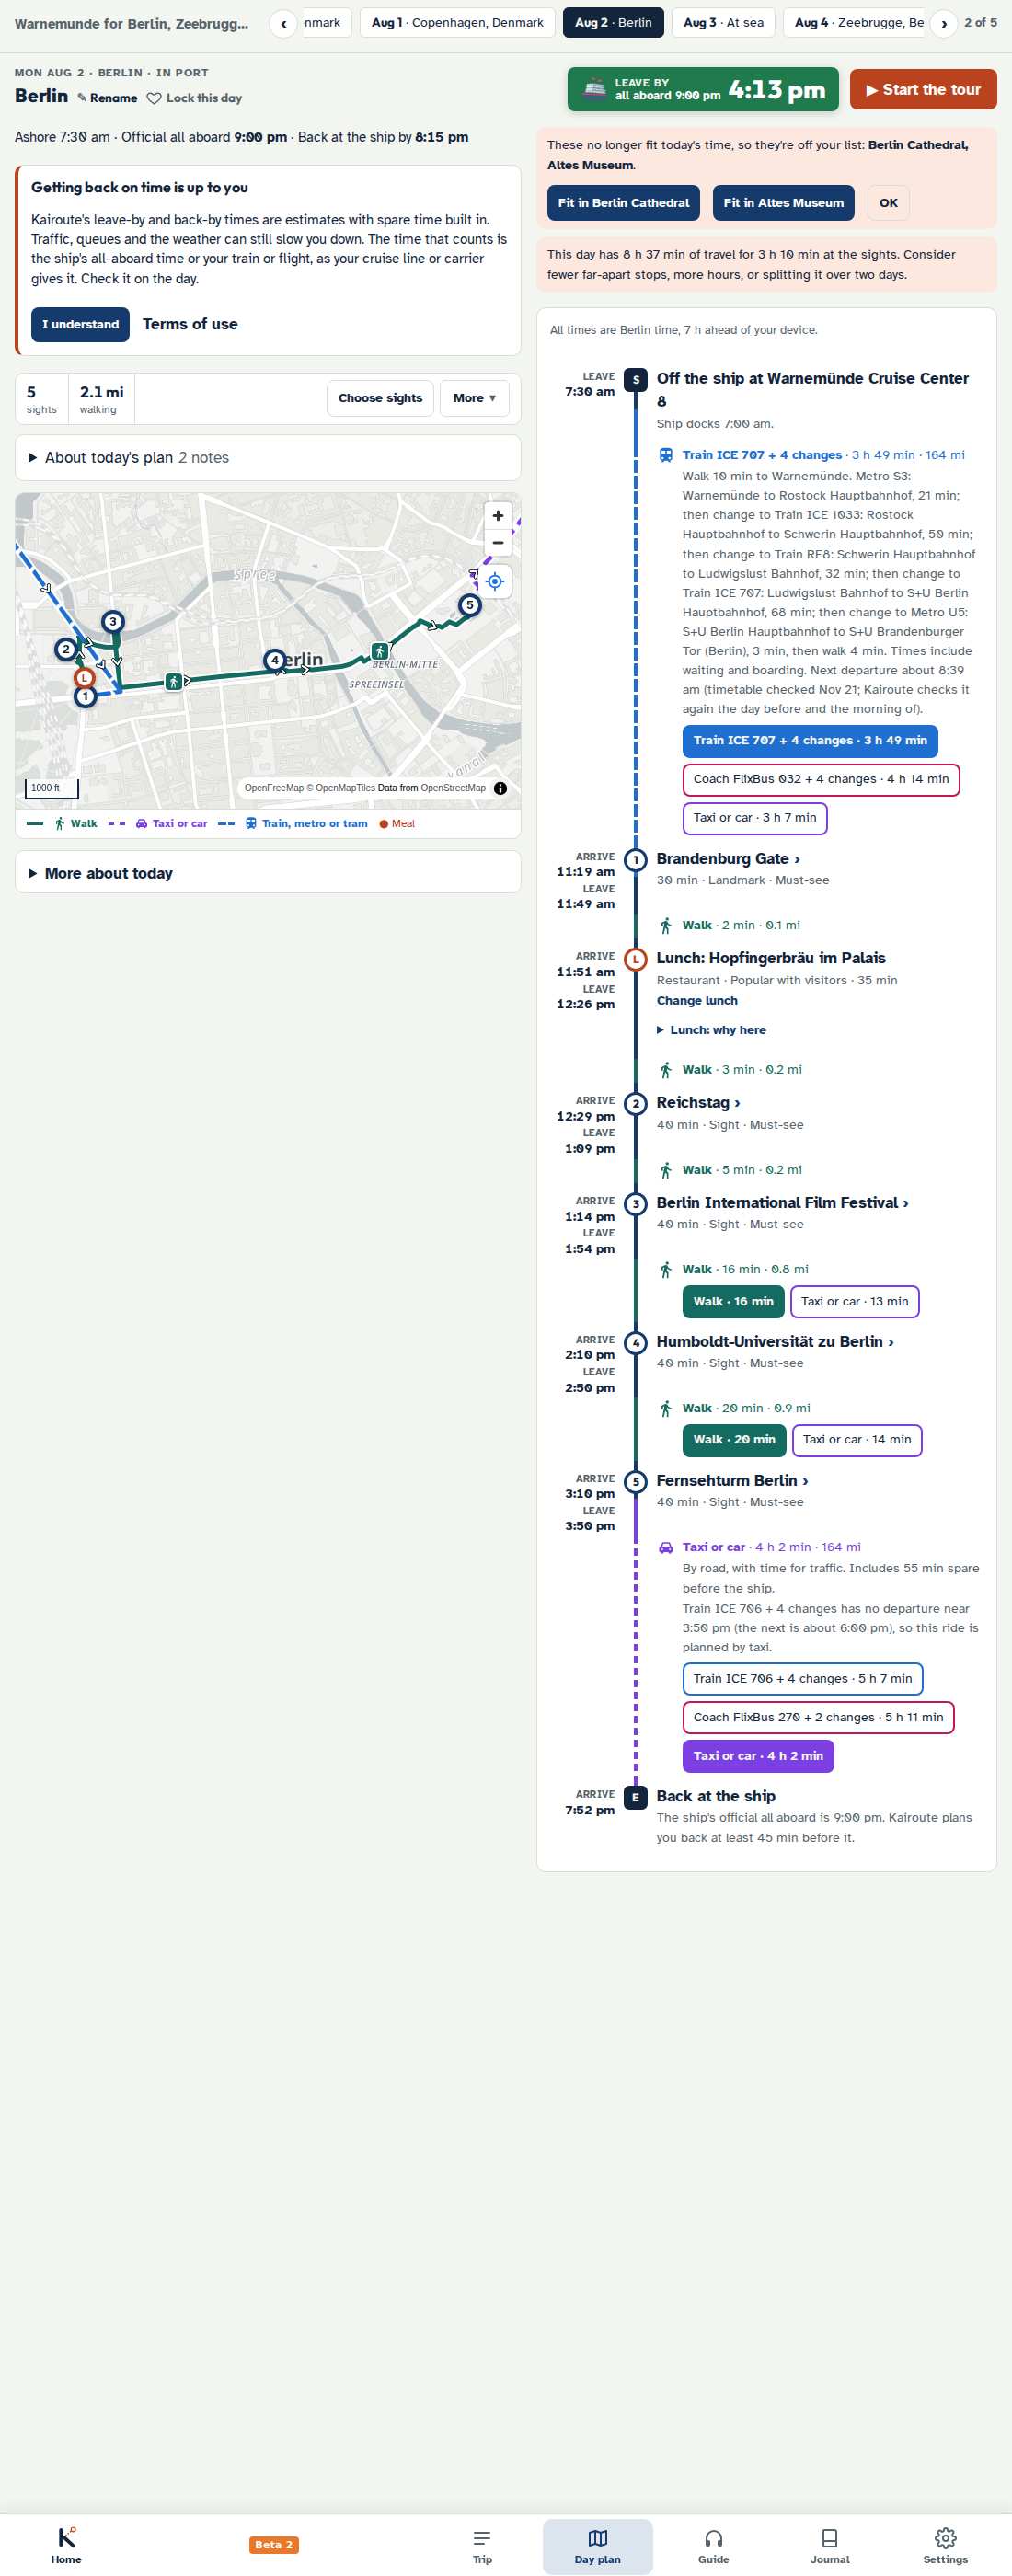 Warnemunde for Berlin, Zeebrugg...
‹
nmark
Aug 1 · Copenhagen, Denmark
Aug 2 · Berlin
Aug 3 · At sea
Aug 4 · Zeebrugge, Be
›
2 of 5
MON AUG 2 · BERLIN · IN PORT
Berlin ✎ Rename Lock this day
LEAVE BY
all aboard 9:00 pm
4:13 pm
▶ Start the tour
Ashore 7:30 am · Official all aboard 9:00 pm · Back at the ship by 8:15 pm
Getting back on time is up to you
Kairoute's leave-by and back-by times are estimates with spare time built in.
Traffic, queues and the weather can still slow you down. The time that counts is
the ship's all-aboard time or your train or flight, as your cruise line or carrier
gives it. Check it on the day.
I understand
Terms of use
5
sights
2.1 mi
walking
Choose sights
More ▼
▶ About today's plan 2 notes
Spree
+
−
5
3
2
L
1
4
erlin
BERLIN-MITTE
SPREEINSEL
anal
1000 ft
OpenFreeMap © OpenMapTiles Data from OpenStreetMap
Walk
Taxi or car
Train, metro or tram
Meal
▶ More about today
These no longer fit today's time, so they're off your list: Berlin Cathedral,
Altes Museum.
Fit in Berlin Cathedral
Fit in Altes Museum
OK
This day has 8 h 37 min of travel for 3 h 10 min at the sights. Consider
fewer far-apart stops, more hours, or splitting it over two days.
All times are Berlin time, 7 h ahead of your device.
LEAVE
7:30 am
S
Off the ship at Warnemünde Cruise Center
8
Ship docks 7:00 am.
Train ICE 707 + 4 changes · 3 h 49 min · 164 mi
Walk 10 min to Warnemünde. Metro S3:
Warnemünde to Rostock Hauptbahnhof, 21 min;
then change to Train ICE 1033: Rostock
Hauptbahnhof to Schwerin Hauptbahnhof, 50 min;
then change to Train RE8: Schwerin Hauptbahnhof
to Ludwigslust Bahnhof, 32 min; then change to
Train ICE 707: Ludwigslust Bahnhof to S+U Berlin
Hauptbahnhof, 68 min; then change to Metro U5:
S+U Berlin Hauptbahnhof to S+U Brandenburger
Tor (Berlin), 3 min, then walk 4 min. Times include
waiting and boarding. Next departure about 8:39
am (timetable checked Nov 21; Kairoute checks it
again the day before and the morning of).
Train ICE 707 + 4 changes · 3 h 49 min
Coach FlixBus 032 + 4 changes · 4 h 14 min
Taxi or car · 3 h 7 min
ARRIVE
11:19 am
LEAVE
11:49 am
1
Brandenburg Gate ›
30 min · Landmark · Must-see
Walk · 2 min · 0.1 mi
ARRIVE
11:51 am
LEAVE
12:26 pm
L
Lunch: Hopfingerbräu im Palais
Restaurant · Popular with visitors · 35 min
Change lunch
▶ Lunch: why here
Walk · 3 min · 0.2 mi
ARRIVE
12:29 pm
LEAVE
1:09 pm
2
Reichstag ›
40 min · Sight · Must-see
Walk · 5 min · 0.2 mi
ARRIVE
1:14 pm
LEAVE
1:54 pm
3
Berlin International Film Festival ›
40 min · Sight · Must-see
Walk · 16 min · 0.8 mi
Walk · 16 min
Taxi or car · 13 min
ARRIVE
2:10 pm
LEAVE
2:50 pm
4
Humboldt-Universität zu Berlin ›
40 min · Sight · Must-see
Walk · 20 min · 0.9 mi
Walk · 20 min
Taxi or car · 14 min
ARRIVE
3:10 pm
LEAVE
3:50 pm
5
Fernsehturm Berlin ›
40 min · Sight · Must-see
Taxi or car · 4 h 2 min · 164 mi
By road, with time for traffic. Includes 55 min spare
before the ship.
Train ICE 706 + 4 changes has no departure near
3:50 pm (the next is about 6:00 pm), so this ride is
planned by taxi.
Train ICE 706 + 4 changes · 5 h 7 min
Coach FlixBus 270 + 2 changes · 5 h 11 min
Taxi or car · 4 h 2 min
ARRIVE
7:52 pm
E
Back at the ship
The ship's official all aboard is 9:00 pm. Kairoute plans
you back at least 45 min before it.
Home
Beta 2
Trip
Day plan
Guide
Journal
Settings